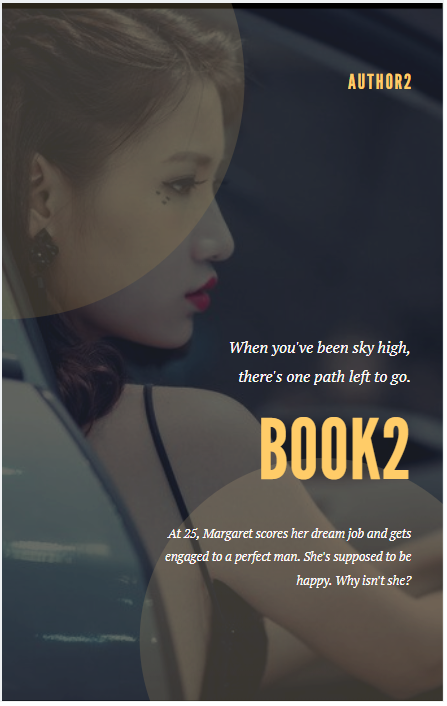 AUTHOR2
When you've been sky high,
there's one path left to go.
BOOK2
At 25, Margaret scores her dream job and gets
engaged to a perfect man. She's supposed to be
happy. Why isn't she?